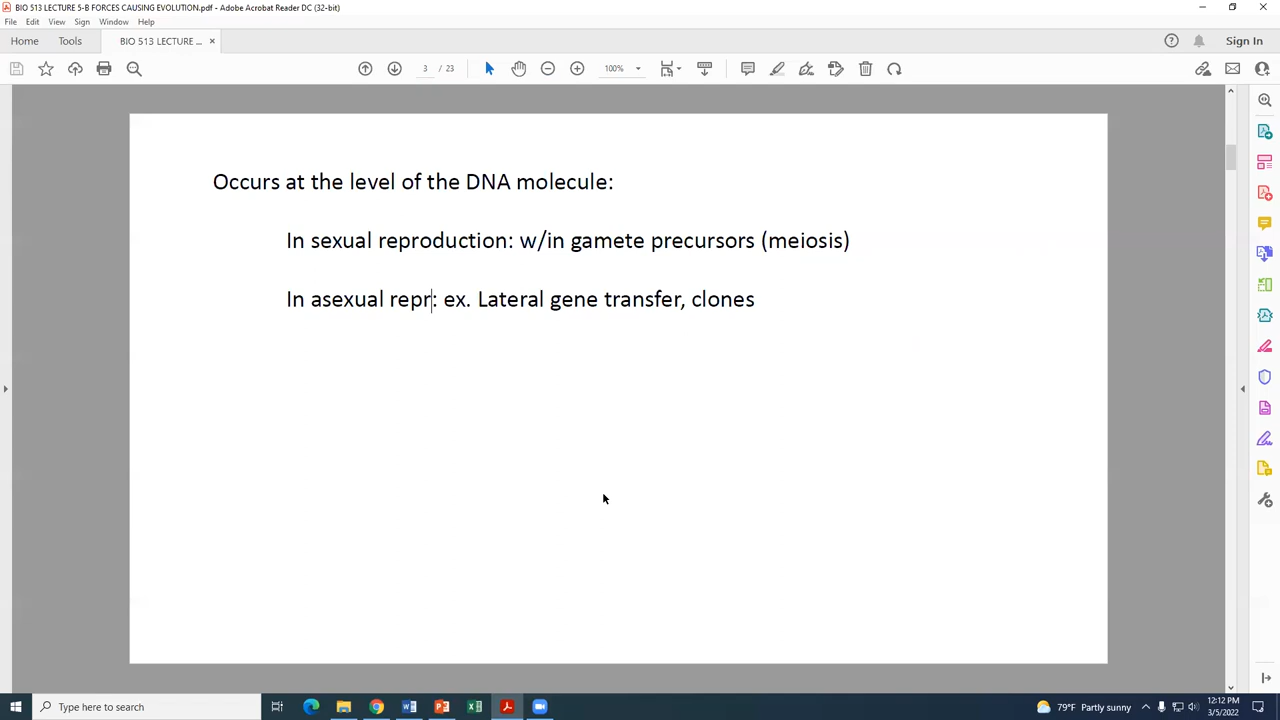 BIO 513 LECTURE 5-B FORCES CAUSING EVOLUTION.pdf - Adobe Acrobat Reader DC (32-bit)
File Edit View Sign Window Help
Home Tools BIO 513 LECTURE ... Sign In
3 / 23 100%
Occurs at the level of the DNA molecule:
In sexual reproduction: w/in gamete precursors (meiosis)
In asexual repr: ex. Lateral gene transfer, clones
Type here to search
79°F Partly sunny
12:12 PM
3/5/2022